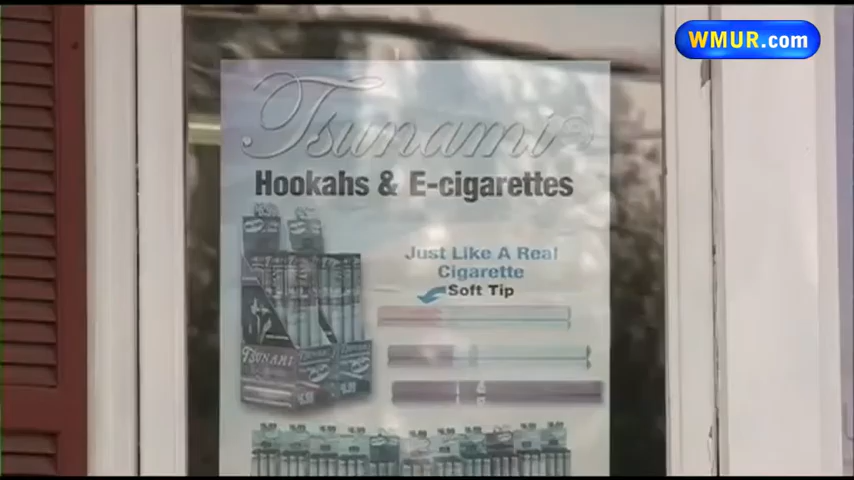 WMUR.com
Tsunami
Hookahs & E-cigarettes
Just Like A Real
Cigarette
Soft Tip
TSUNAMI